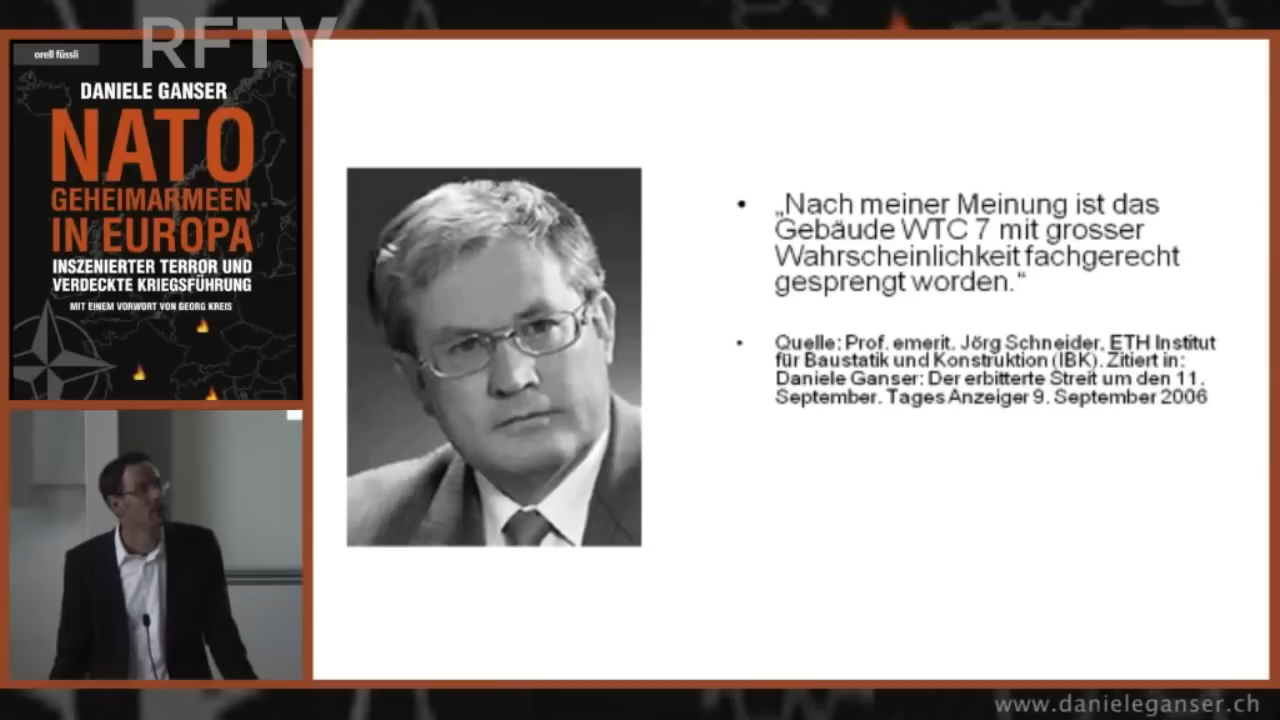 RFTV
orell füssli
DANIELE GANSER
NATO
GEHEIMARMEEN
IN EUROPA
INSZENIERTER TERROR UND
VERDECKTE KRIEGSFÜHRUNG
MIT EINEM VORWORT VON GEORG KREIS
• „Nach meiner Meinung ist das
Gebäude WTC 7 mit grosser
Wahrscheinlichkeit fachgerecht
gesprengt worden.“
• Quelle: Prof. emerit. Jörg Schneider, ETH Institut
für Baustatik und Konstruktion (IBK). Zitiert in:
Daniele Ganser: Der erbitterte Streit um den 11.
September. Tages Anzeiger 9. September 2006
www.danieleganser.ch